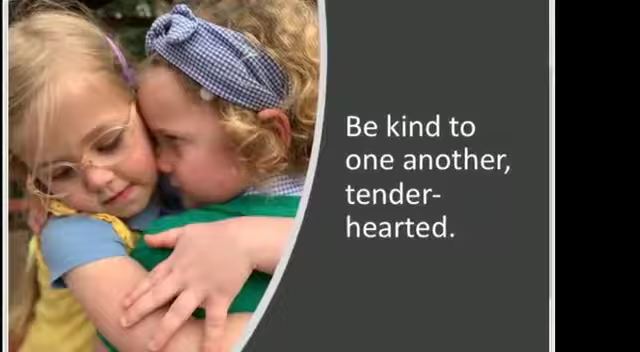 Be kind to
one another,
tender-
hearted.